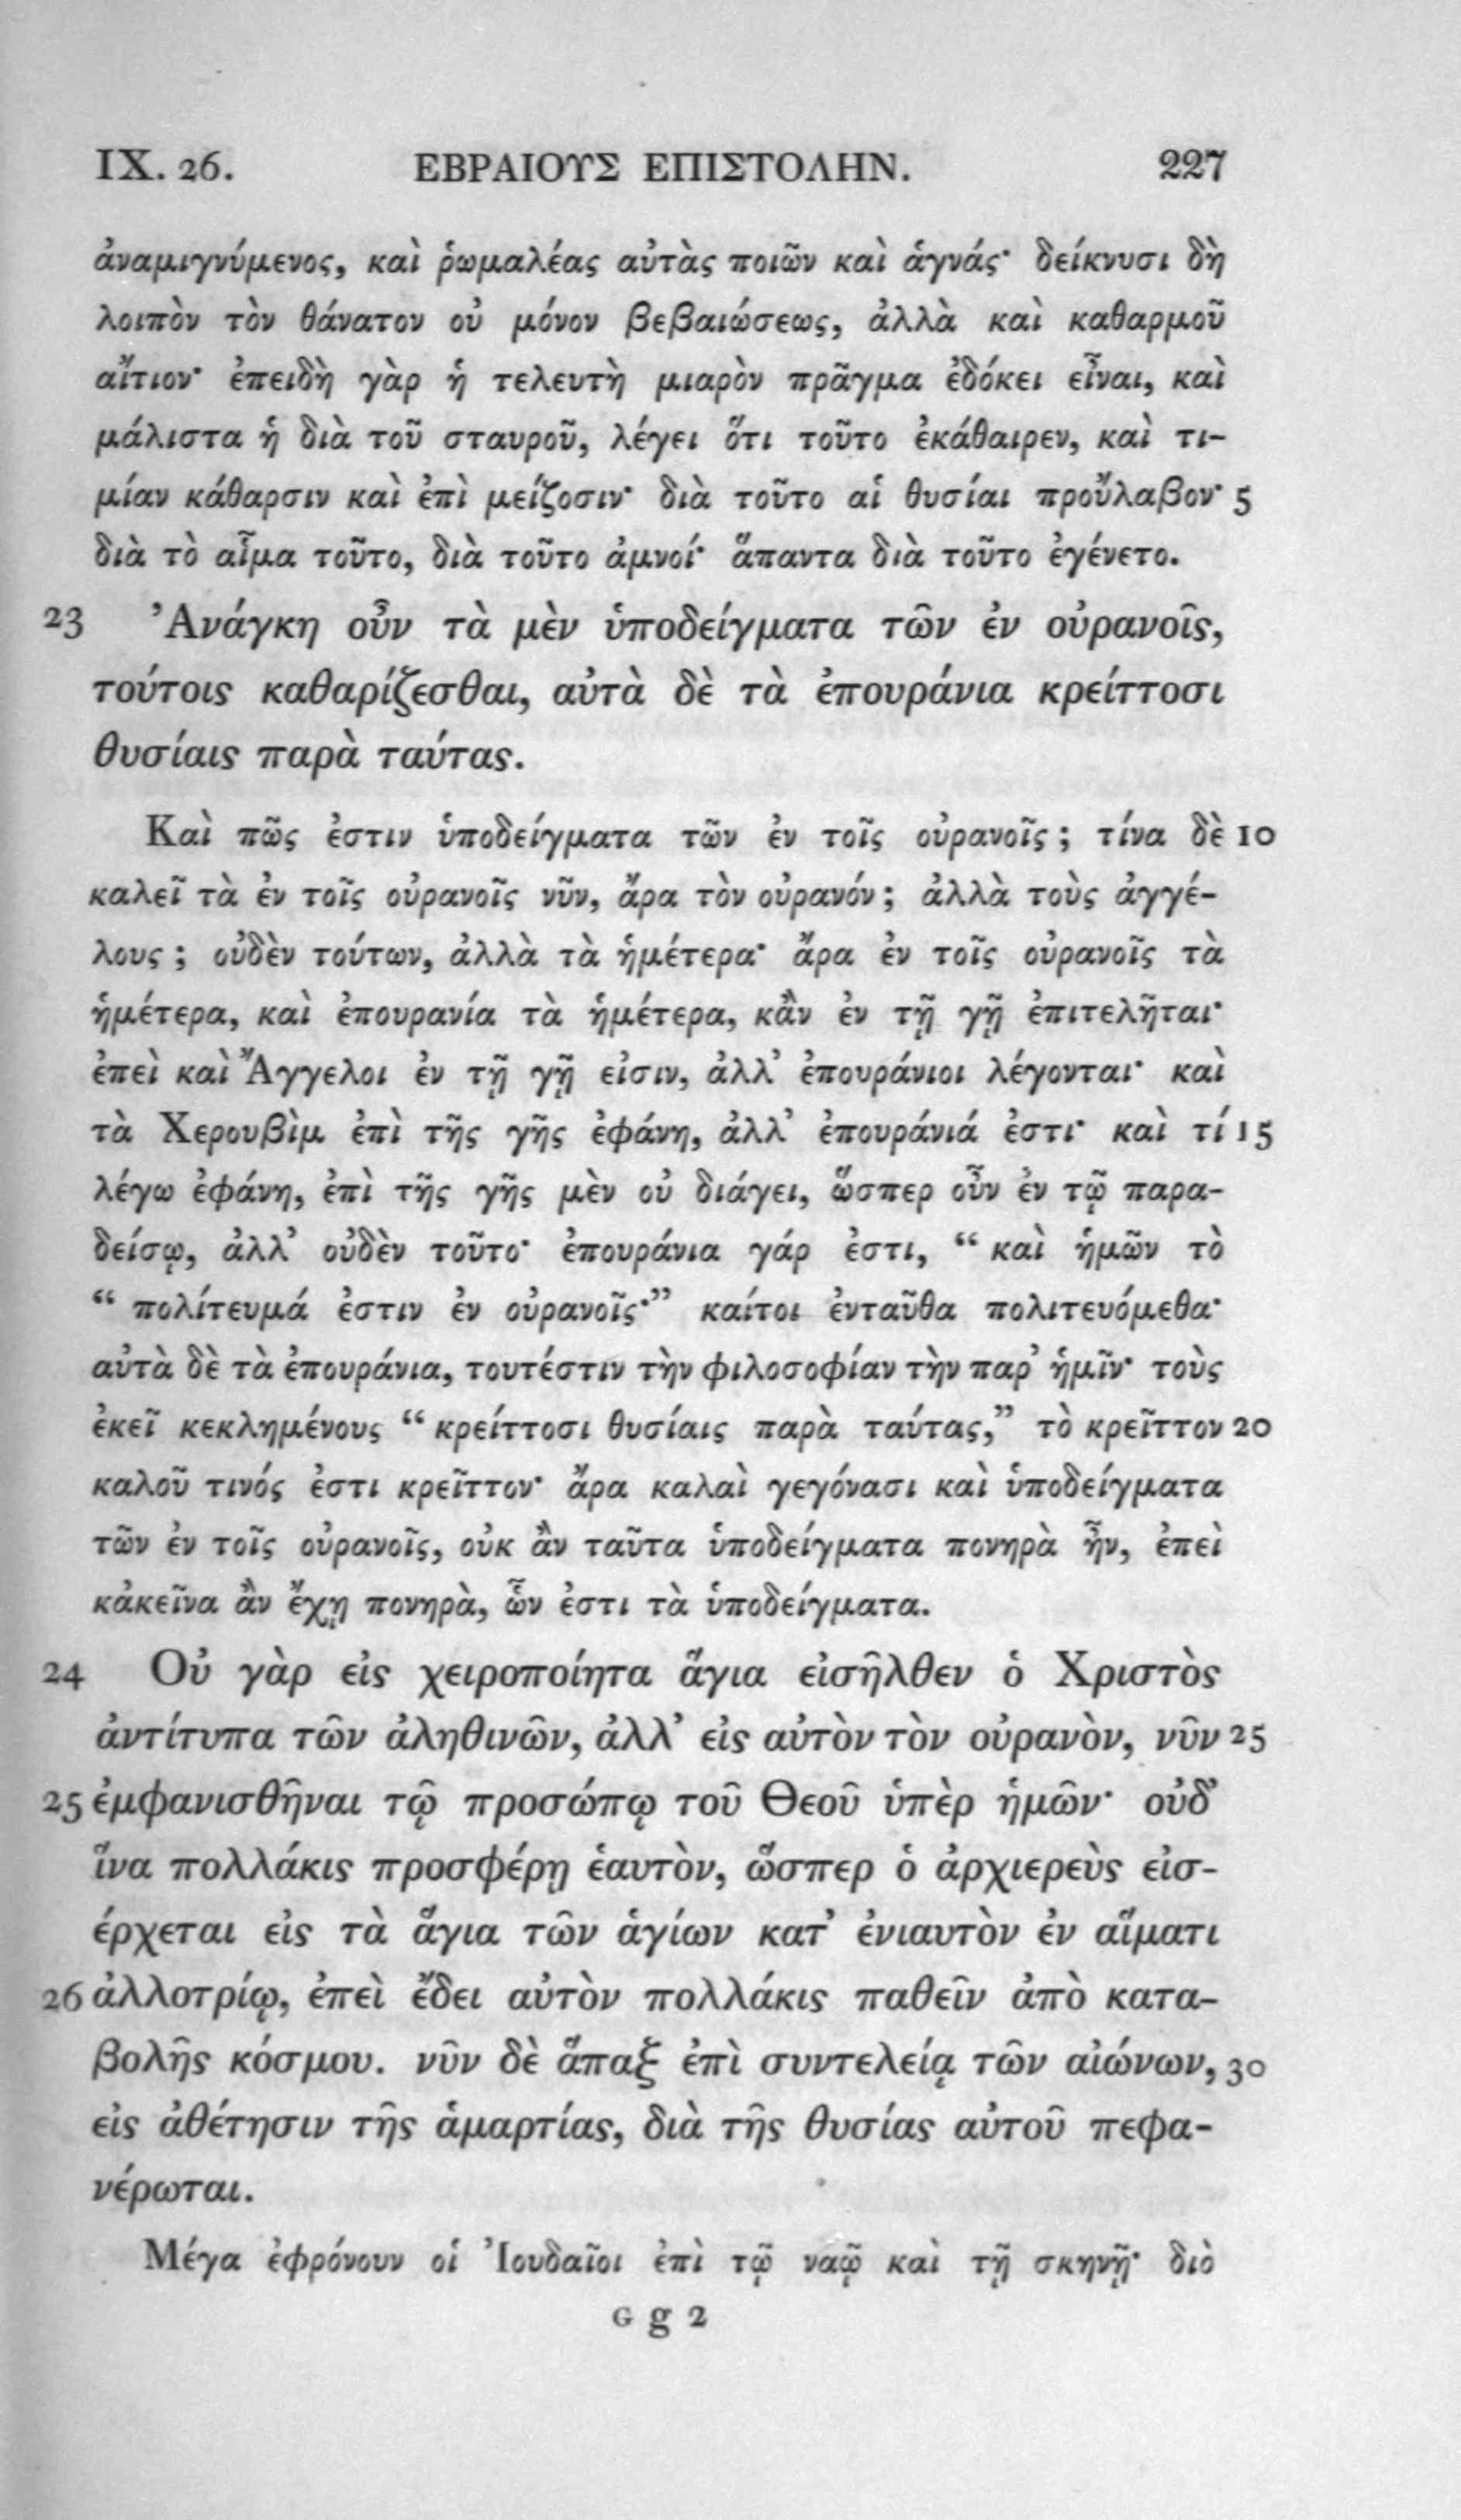 IX. 26. ΕΒΡΑΙΟΥΣ ΕΠΙΣΤΟΛΗΝ. 227
ἀναμιγνύμενος, καὶ ῥωμαλέας αὐτὰς ποιῶν καὶ ἁγνάς· δείκνυσι δὴ
λοιπὸν τὸν θάνατον οὐ μόνον βεβαιώσεως, ἀλλὰ καὶ καθαρμοῦ
αἴτιον· ἐπειδὴ γὰρ ἡ τελευτὴ μιαρὸν πρᾶγμα ἐδόκει εἶναι, καὶ
μάλιστα ἡ διὰ τοῦ σταυροῦ, λέγει ὅτι τοῦτο ἐκάθαιρεν, καὶ τι-
μίαν κάθαρσιν καὶ ἐπὶ μείζοσιν· διὰ τοῦτο αἱ θυσίαι προὔλαβον· 5
διὰ τὸ αἷμα τοῦτο, διὰ τοῦτο ἀμνοί· ἅπαντα διὰ τοῦτο ἐγένετο.
23 Ἀνάγκη οὖν τὰ μὲν ὑποδείγματα τῶν ἐν οὐρανοῖς,
τούτοις καθαρίζεσθαι, αὐτὰ δὲ τὰ ἐπουράνια κρείττοσι
θυσίαις παρὰ ταύτας.
Καὶ πῶς ἐστιν ὑποδείγματα τῶν ἐν τοῖς οὐρανοῖς ; τίνα δὲ 10
καλεῖ τὰ ἐν τοῖς οὐρανοῖς νῦν, ἄρα τὸν οὐρανόν ; ἀλλὰ τοὺς ἀγγέ-
λους ; οὐδὲν τούτων, ἀλλὰ τὰ ἡμέτερα· ἄρα ἐν τοῖς οὐρανοῖς τὰ
ἡμέτερα, καὶ ἐπουρανία τὰ ἡμέτερα, κἂν ἐν τῇ γῇ ἐπιτελῆται·
ἐπεὶ καὶ Ἄγγελοι ἐν τῇ γῇ εἰσιν, ἀλλ’ ἐπουράνιοι λέγονται· καὶ
τὰ Χερουβὶμ ἐπὶ τῆς γῆς ἐφάνη, ἀλλ’ ἐπουράνιά ἐστι· καὶ τί 15
λέγω ἐφάνη, ἐπὶ τῆς γῆς μὲν οὐ διάγει, ὥσπερ οὖν ἐν τῷ παρα-
δείσῳ, ἀλλ’ οὐδὲν τοῦτο· ἐπουράνια γάρ ἐστι, “ καὶ ἡμῶν τὸ
“ πολίτευμά ἐστιν ἐν οὐρανοῖς·” καίτοι ἐνταῦθα πολιτευόμεθα·
αὐτὰ δὲ τὰ ἐπουράνια, τουτέστιν τὴν φιλοσοφίαν τὴν παρ’ ἡμῖν· τοὺς
ἐκεῖ κεκλημένους “ κρείττοσι θυσίαις παρὰ ταύτας,” τὸ κρεῖττον 20
καλοῦ τινός ἐστι κρεῖττον· ἄρα καλαὶ γεγόνασι καὶ ὑποδείγματα
τῶν ἐν τοῖς οὐρανοῖς, οὐκ ἂν ταῦτα ὑποδείγματα πονηρὰ ἦν, ἐπεὶ
κἀκεῖνα ἂν ἔχῃ πονηρὰ, ὧν ἐστι τὰ ὑποδείγματα.
24 Οὐ γὰρ εἰς χειροποίητα ἅγια εἰσῆλθεν ὁ Χριστὸς
ἀντίτυπα τῶν ἀληθινῶν, ἀλλ’ εἰς αὐτὸν τὸν οὐρανὸν, νῦν 25
25 ἐμφανισθῆναι τῷ προσώπῳ τοῦ Θεοῦ ὑπὲρ ἡμῶν· οὐδ’
ἵνα πολλάκις προσφέρῃ ἑαυτὸν, ὥσπερ ὁ ἀρχιερεὺς εἰσ-
έρχεται εἰς τὰ ἅγια τῶν ἁγίων κατ’ ἐνιαυτὸν ἐν αἵματι
26 ἀλλοτρίῳ, ἐπεὶ ἔδει αὐτὸν πολλάκις παθεῖν ἀπὸ κατα-
βολῆς κόσμου. νῦν δὲ ἅπαξ ἐπὶ συντελείᾳ τῶν αἰώνων, 30
εἰς ἀθέτησιν τῆς ἁμαρτίας, διὰ τῆς θυσίας αὐτοῦ πεφα-
νέρωται.
Μέγα ἐφρόνουν οἱ Ἰουδαῖοι ἐπὶ τῷ ναῷ καὶ τῇ σκηνῇ· διὸ
G g 2